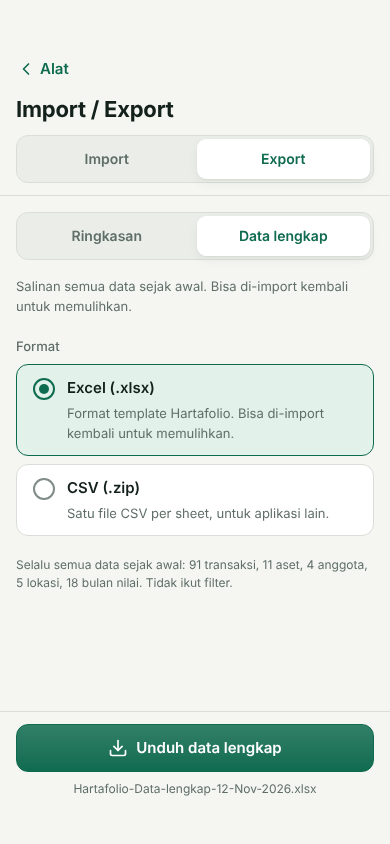 Alat
Import / Export
Import
Export
Ringkasan
Data lengkap
Salinan semua data sejak awal. Bisa di-import kembali
untuk memulihkan.
Format
Excel (.xlsx)
Format template Hartafolio. Bisa di-import
kembali untuk memulihkan.
CSV (.zip)
Satu file CSV per sheet, untuk aplikasi lain.
Selalu semua data sejak awal: 91 transaksi, 11 aset, 4 anggota,
5 lokasi, 18 bulan nilai. Tidak ikut filter.
Unduh data lengkap
Hartafolio-Data-lengkap-12-Nov-2026.xlsx